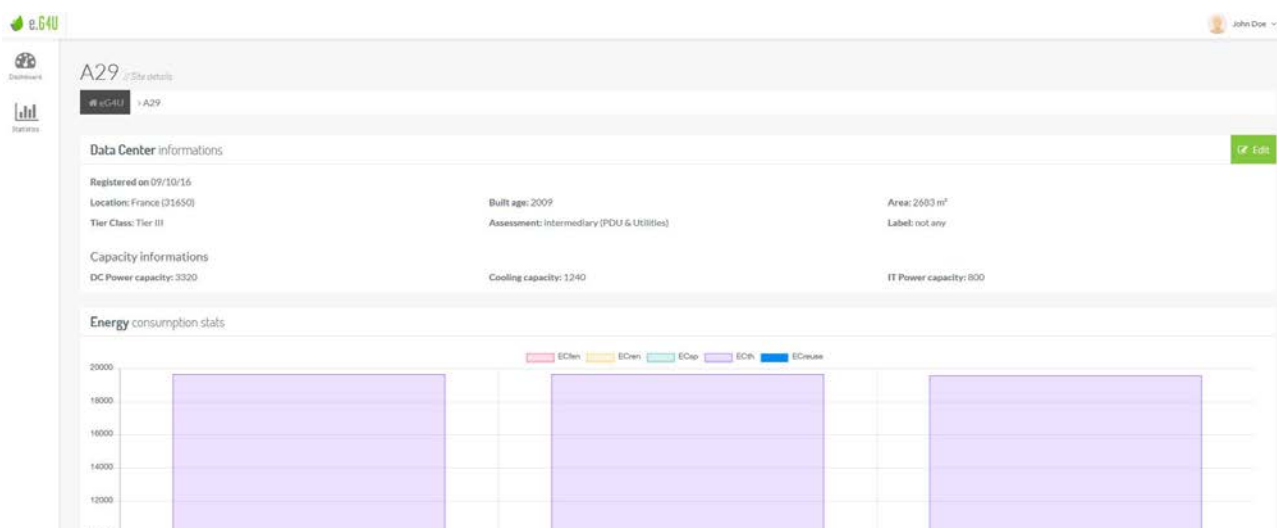 e.G4U
John Doe
Dashboard
A29 // Site details
eG4U > A29
Statistics
Data Center informations
Edit
Registered on 09/10/16
Location: France (31650) Built age: 2009 Area: 2683 m²
Tier Class: Tier III Assessment: Intermediary (PDU & Utilities) Label: not any
Capacity informations
DC Power capacity: 3320 Cooling capacity: 1240 IT Power capacity: 800
Energy consumption stats
ECfen ECren ECap ECth ECreuse
20000
18000
16000
14000
12000